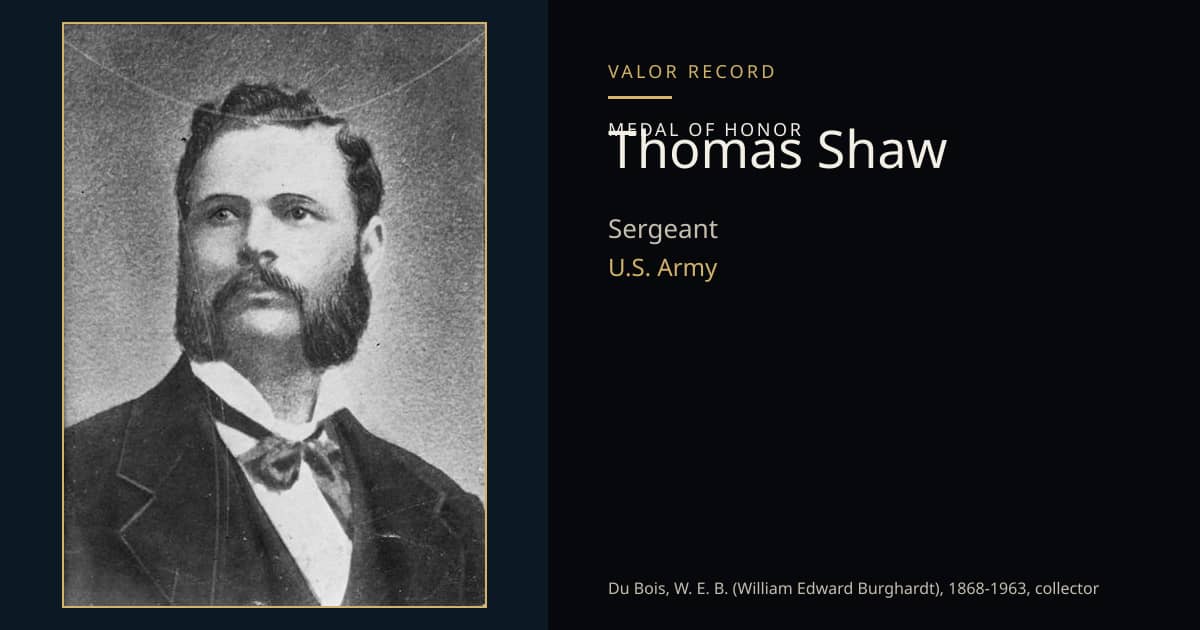 VALOR RECORD
MEDAL OF HONOR
Thomas Shaw
Sergeant
U.S. Army
Du Bois, W. E. B. (William Edward Burghardt), 1868-1963, collector